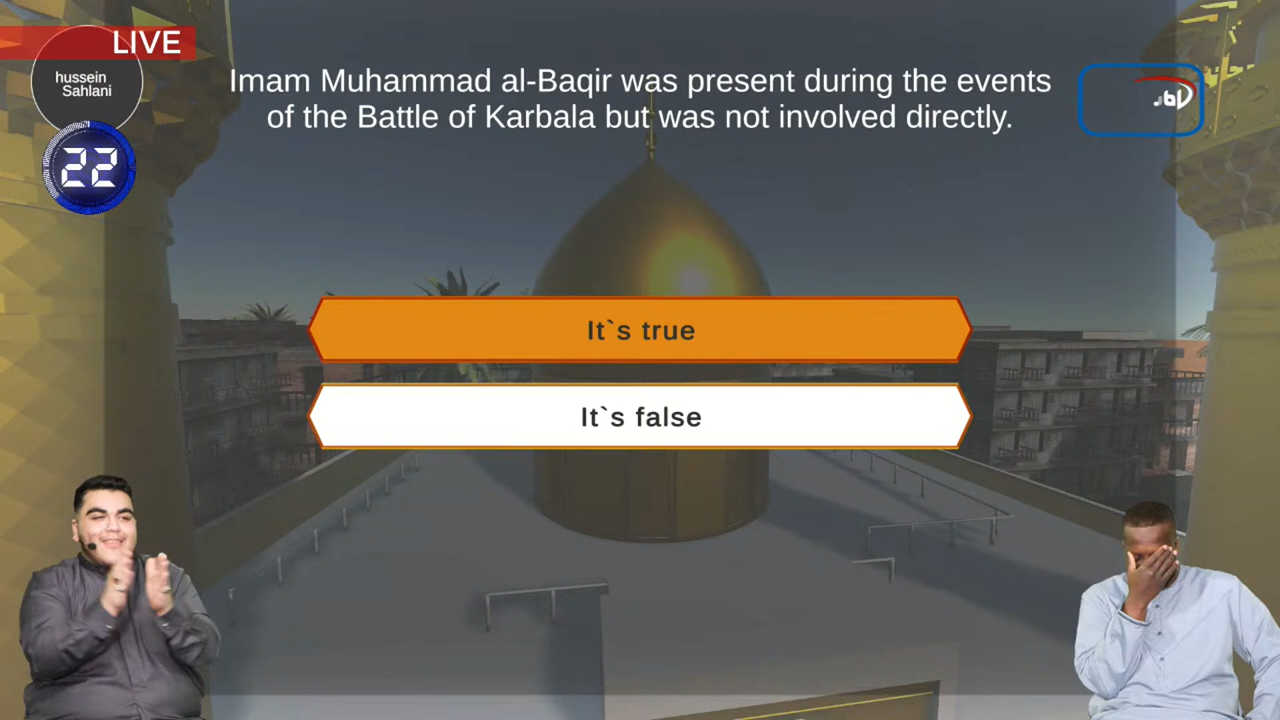 LIVE
hussein
Sahlani
22
Imam Muhammad al-Baqir was present during the events
of the Battle of Karbala but was not involved directly.
It`s true
It`s false